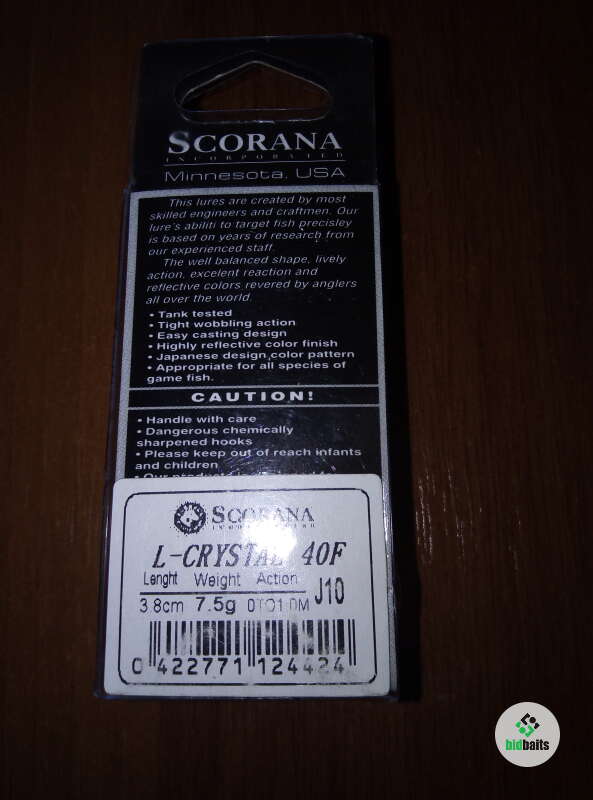 SCORANA
INCORPORATED
Minnesota, USA
This lures are created by most
skilled engineers and craftmen. Our
lure's abiliti to target fish precisley
is based on years of research from
our experienced staff.
The well balanced shape, lively
action, excelent reaction and
reflective colors revered by anglers
all over the world.
• Tank tested
• Tight wobbling action
• Easy casting design
• Highly reflective color finish
• Japanese design,color pattern
• Appropriate for all species of
game fish.
CAUTION!
• Handle with care
• Dangerous chemically
sharpened hooks
• Please keep out of reach infants
and children
• Our
SCORANA
INCORPORATED
L-CRYSTAL 40F
Lenght Weight Action
3.8cm 7.5g 0TO1.0M J10
0 422771 124424
bidbaits